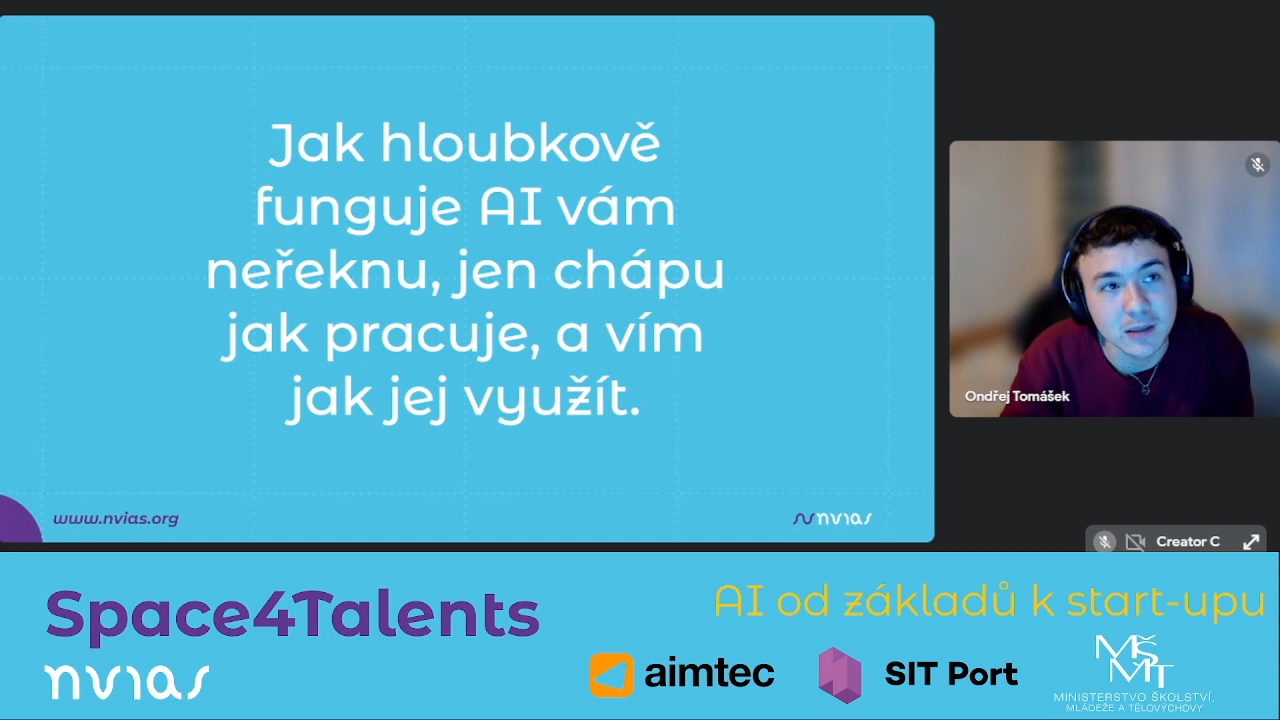 Jak hloubkově
funguje AI vám
neřeknu, jen chápu
jak pracuje, a vím
jak jej využít.
www.nvias.org
nvias
Ondřej Tomášek
Creator C
Space4Talents
nvias
AI od základů k start-upu
aimtec
SIT Port
MŠMT
MINISTERSTVO ŠKOLSTVÍ,
MLÁDEŽE A TĚLOVÝCHOVY